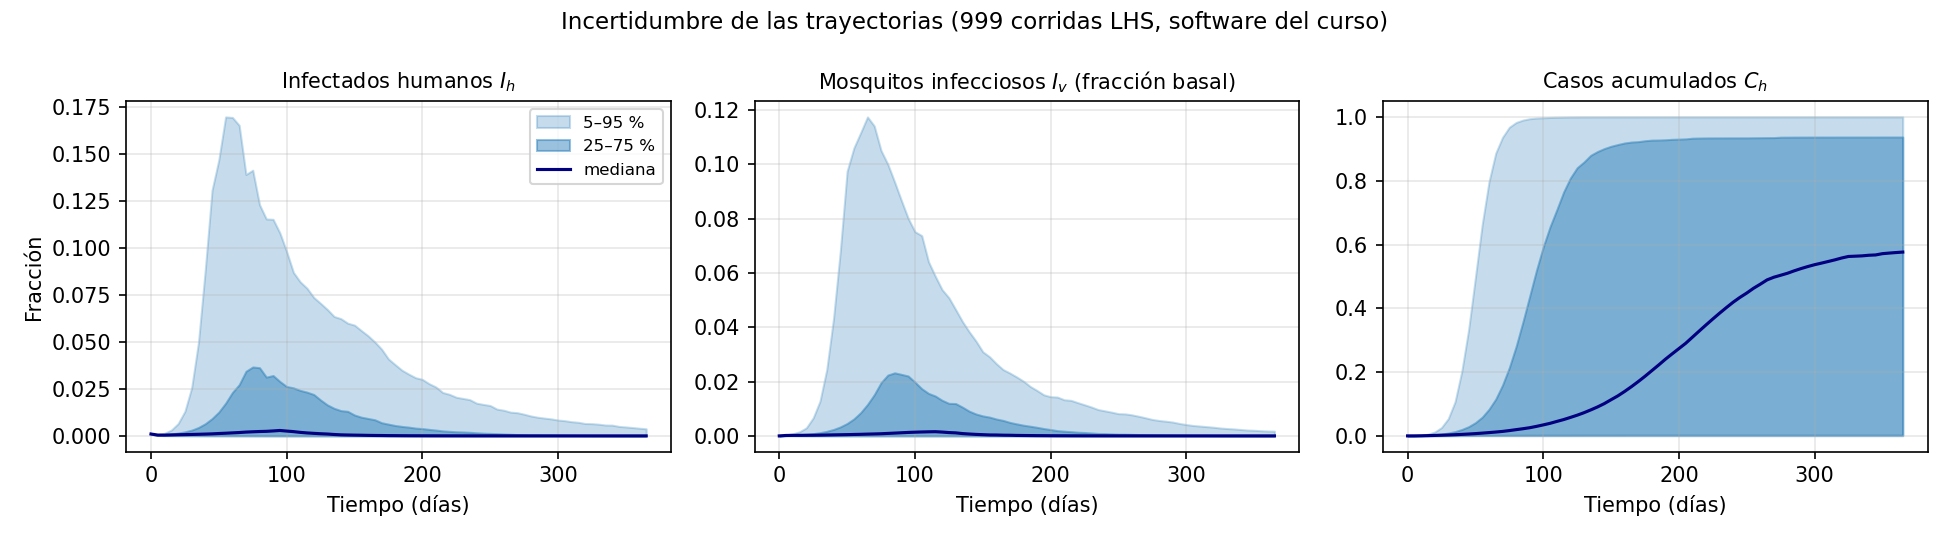 Incertidumbre de las trayectorias (999 corridas LHS, software del curso)
Infectados humanos $I_h$
Fracción
0.175
0.150
0.125
0.100
0.075
0.050
0.025
0.000
5–95 %
25–75 %
mediana
0 100 200 300
Tiempo (días)
Mosquitos infecciosos $I_v$ (fracción basal)
0.12
0.10
0.08
0.06
0.04
0.02
0.00
0 100 200 300
Tiempo (días)
Casos acumulados $C_h$
1.0
0.8
0.6
0.4
0.2
0.0
0 100 200 300
Tiempo (días)